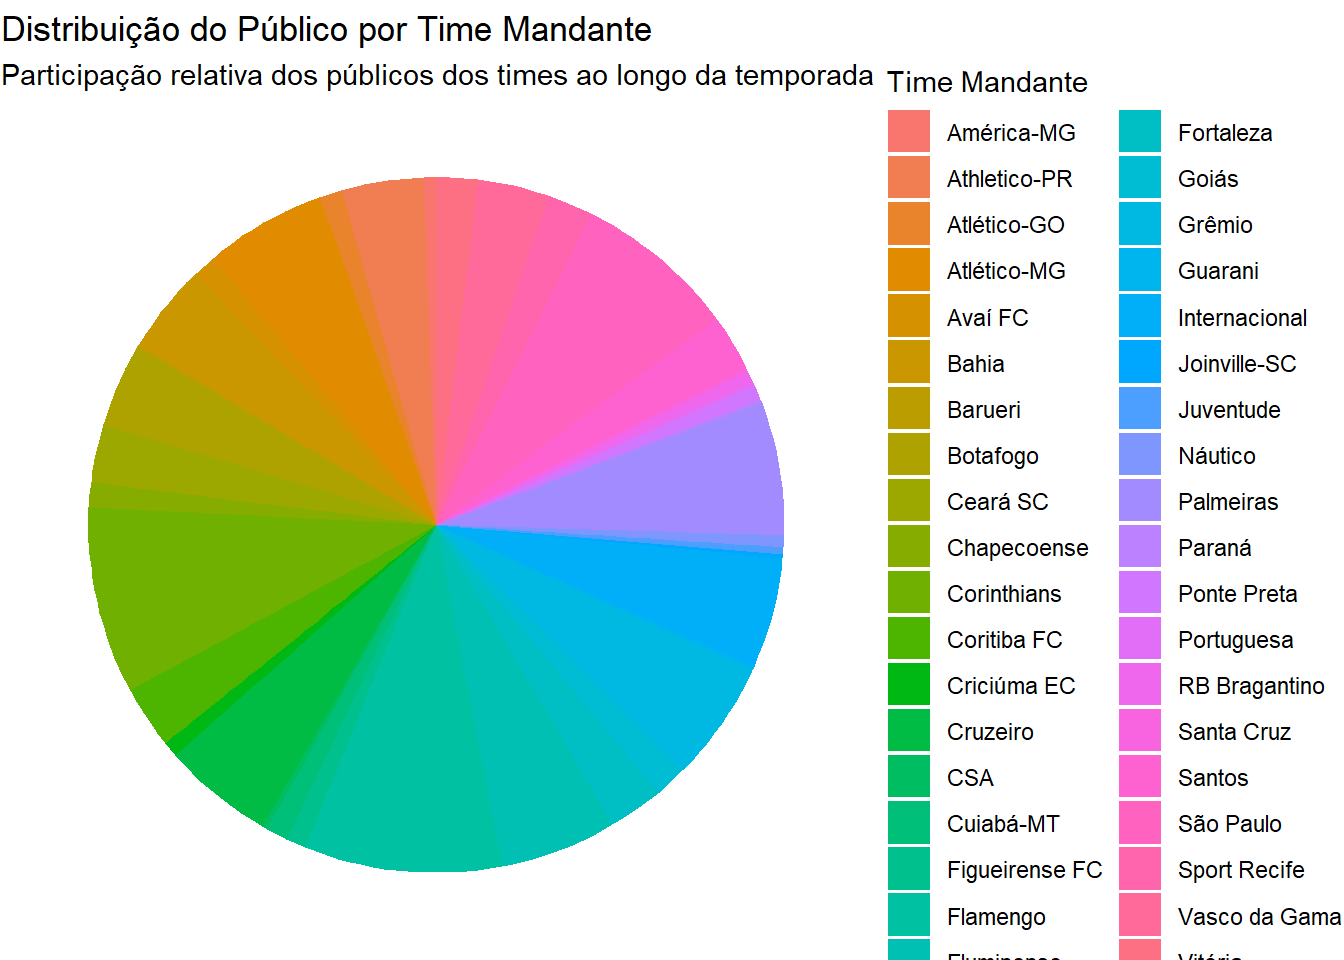 Distribuição do Público por Time Mandante
Participação relativa dos públicos dos times ao longo da temporada
Time Mandante
América-MG
Athletico-PR
Atlético-GO
Atlético-MG
Avaí FC
Bahia
Barueri
Botafogo
Ceará SC
Chapecoense
Corinthians
Coritiba FC
Criciúma EC
Cruzeiro
CSA
Cuiabá-MT
Figueirense FC
Flamengo
Fluminense
Fortaleza
Goiás
Grêmio
Guarani
Internacional
Joinville-SC
Juventude
Náutico
Palmeiras
Paraná
Ponte Preta
Portuguesa
RB Bragantino
Santa Cruz
Santos
São Paulo
Sport Recife
Vasco da Gama
Vitória